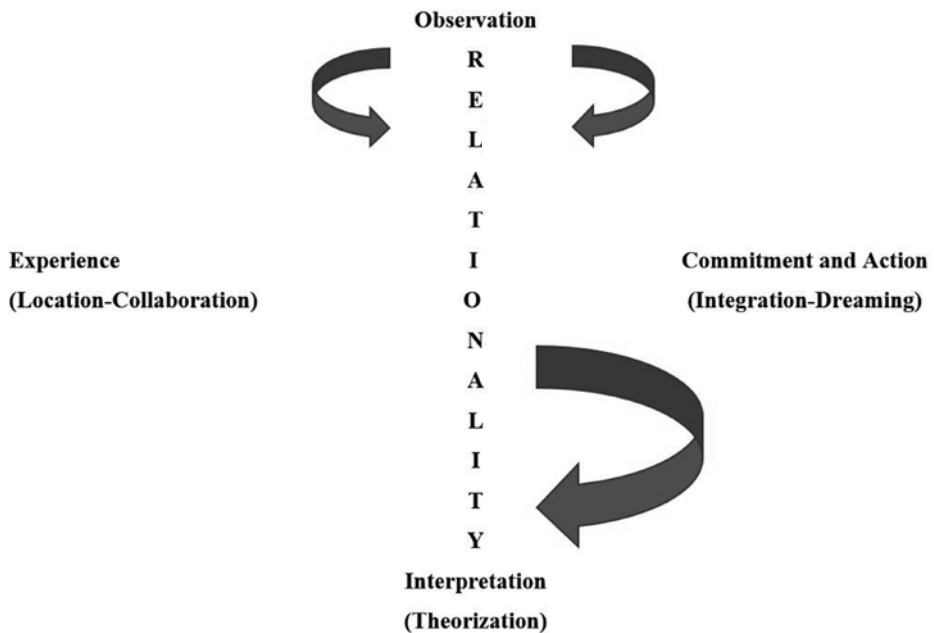 Observation
R
E
L
A
T
I
O
N
A
L
I
T
Y
Experience
(Location-Collaboration)
Commitment and Action
(Integration-Dreaming)
Interpretation
(Theorization)